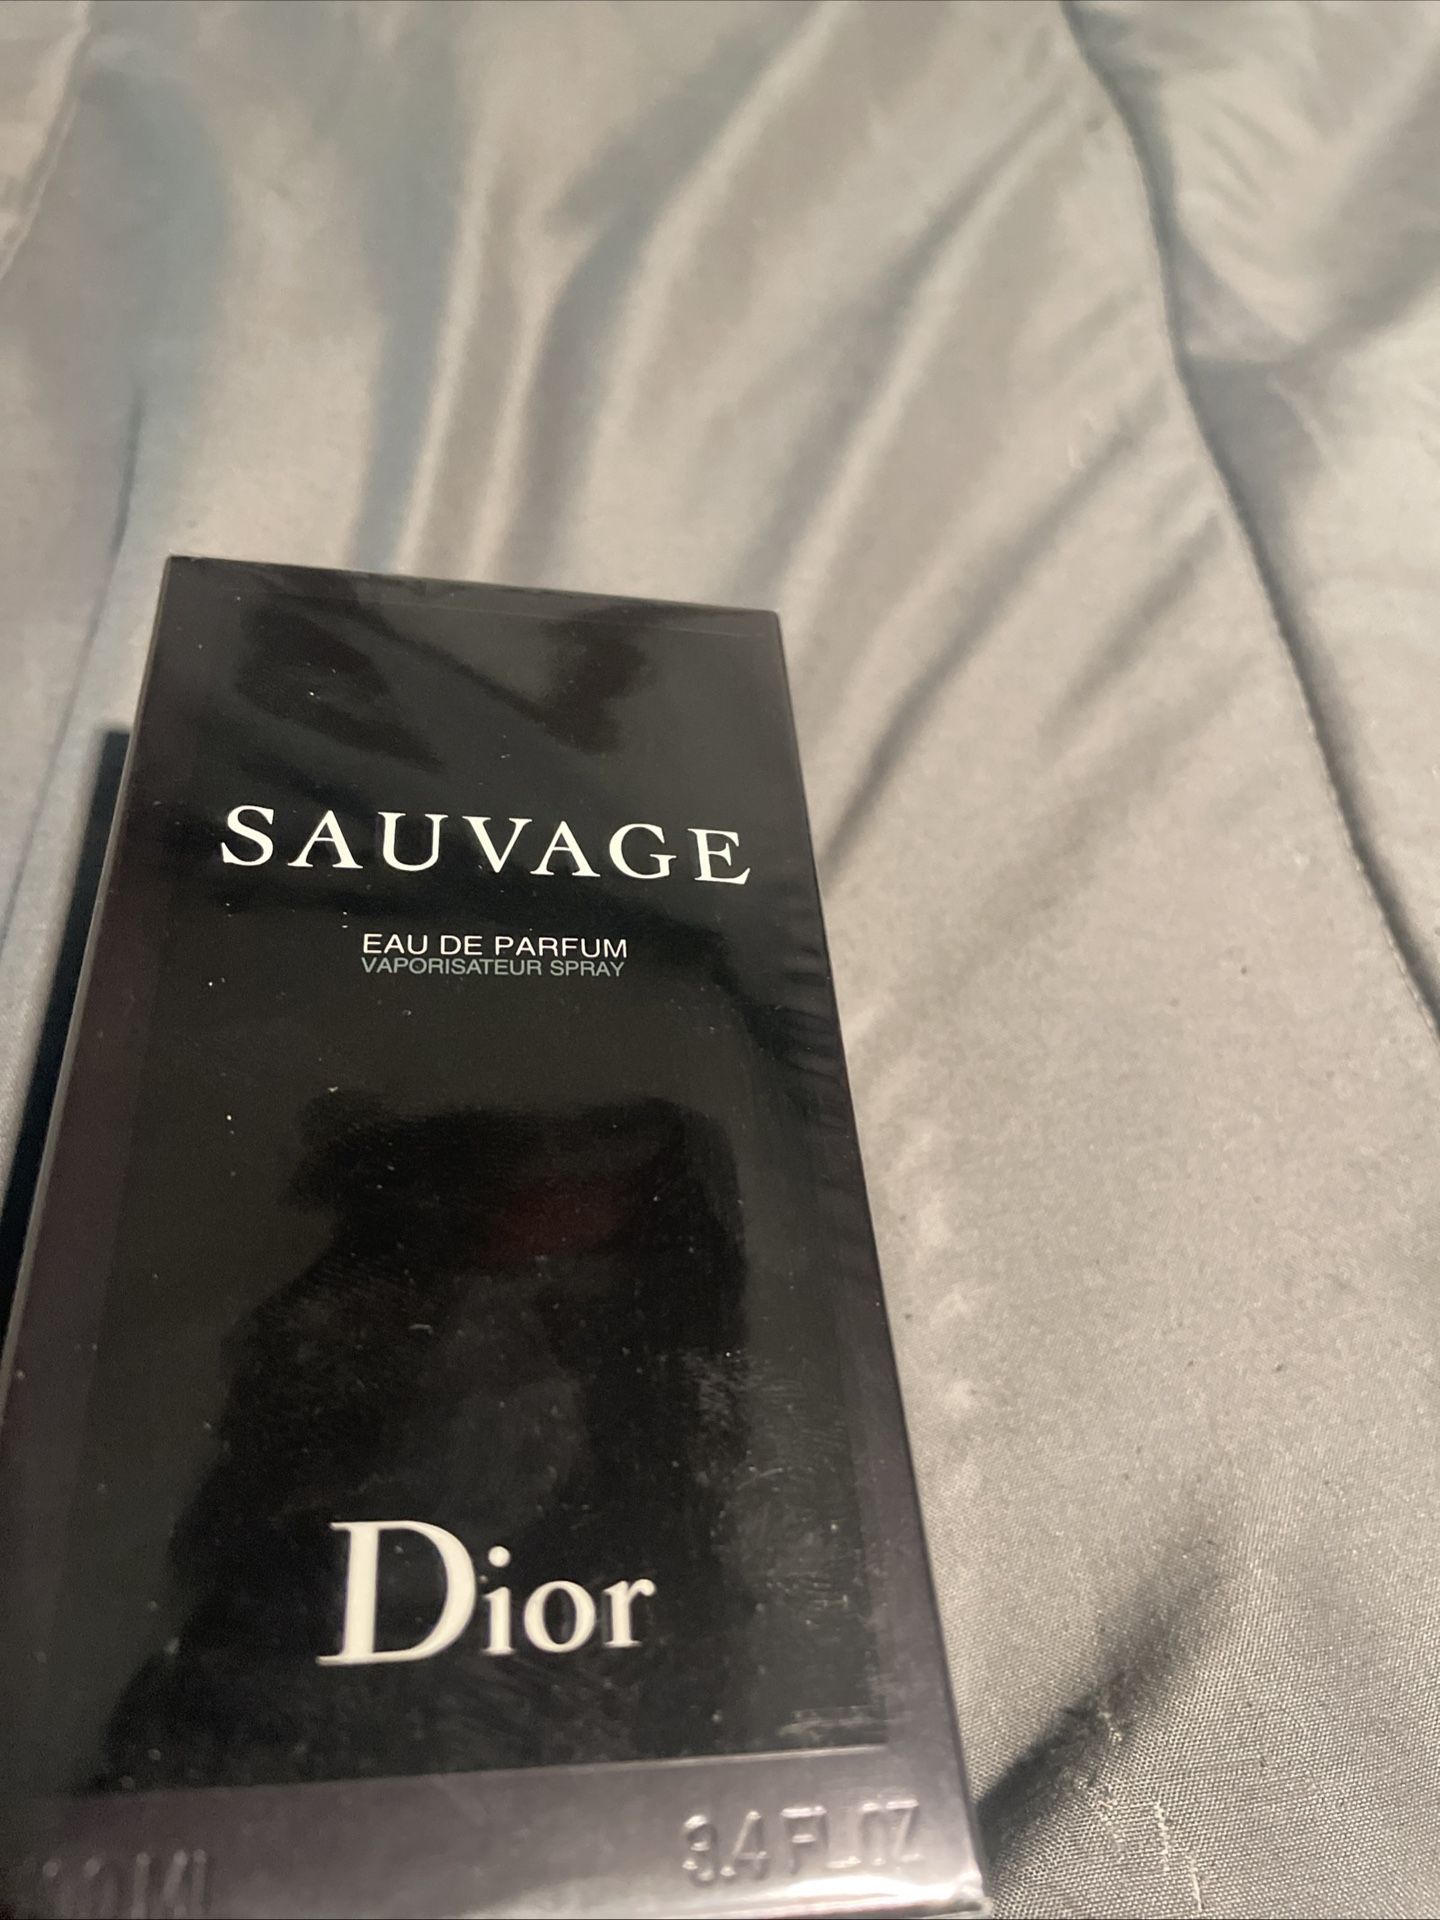 SAUVAGE
EAU DE PARFUM
VAPORISATEUR SPRAY
Dior
3.4 FL.OZ